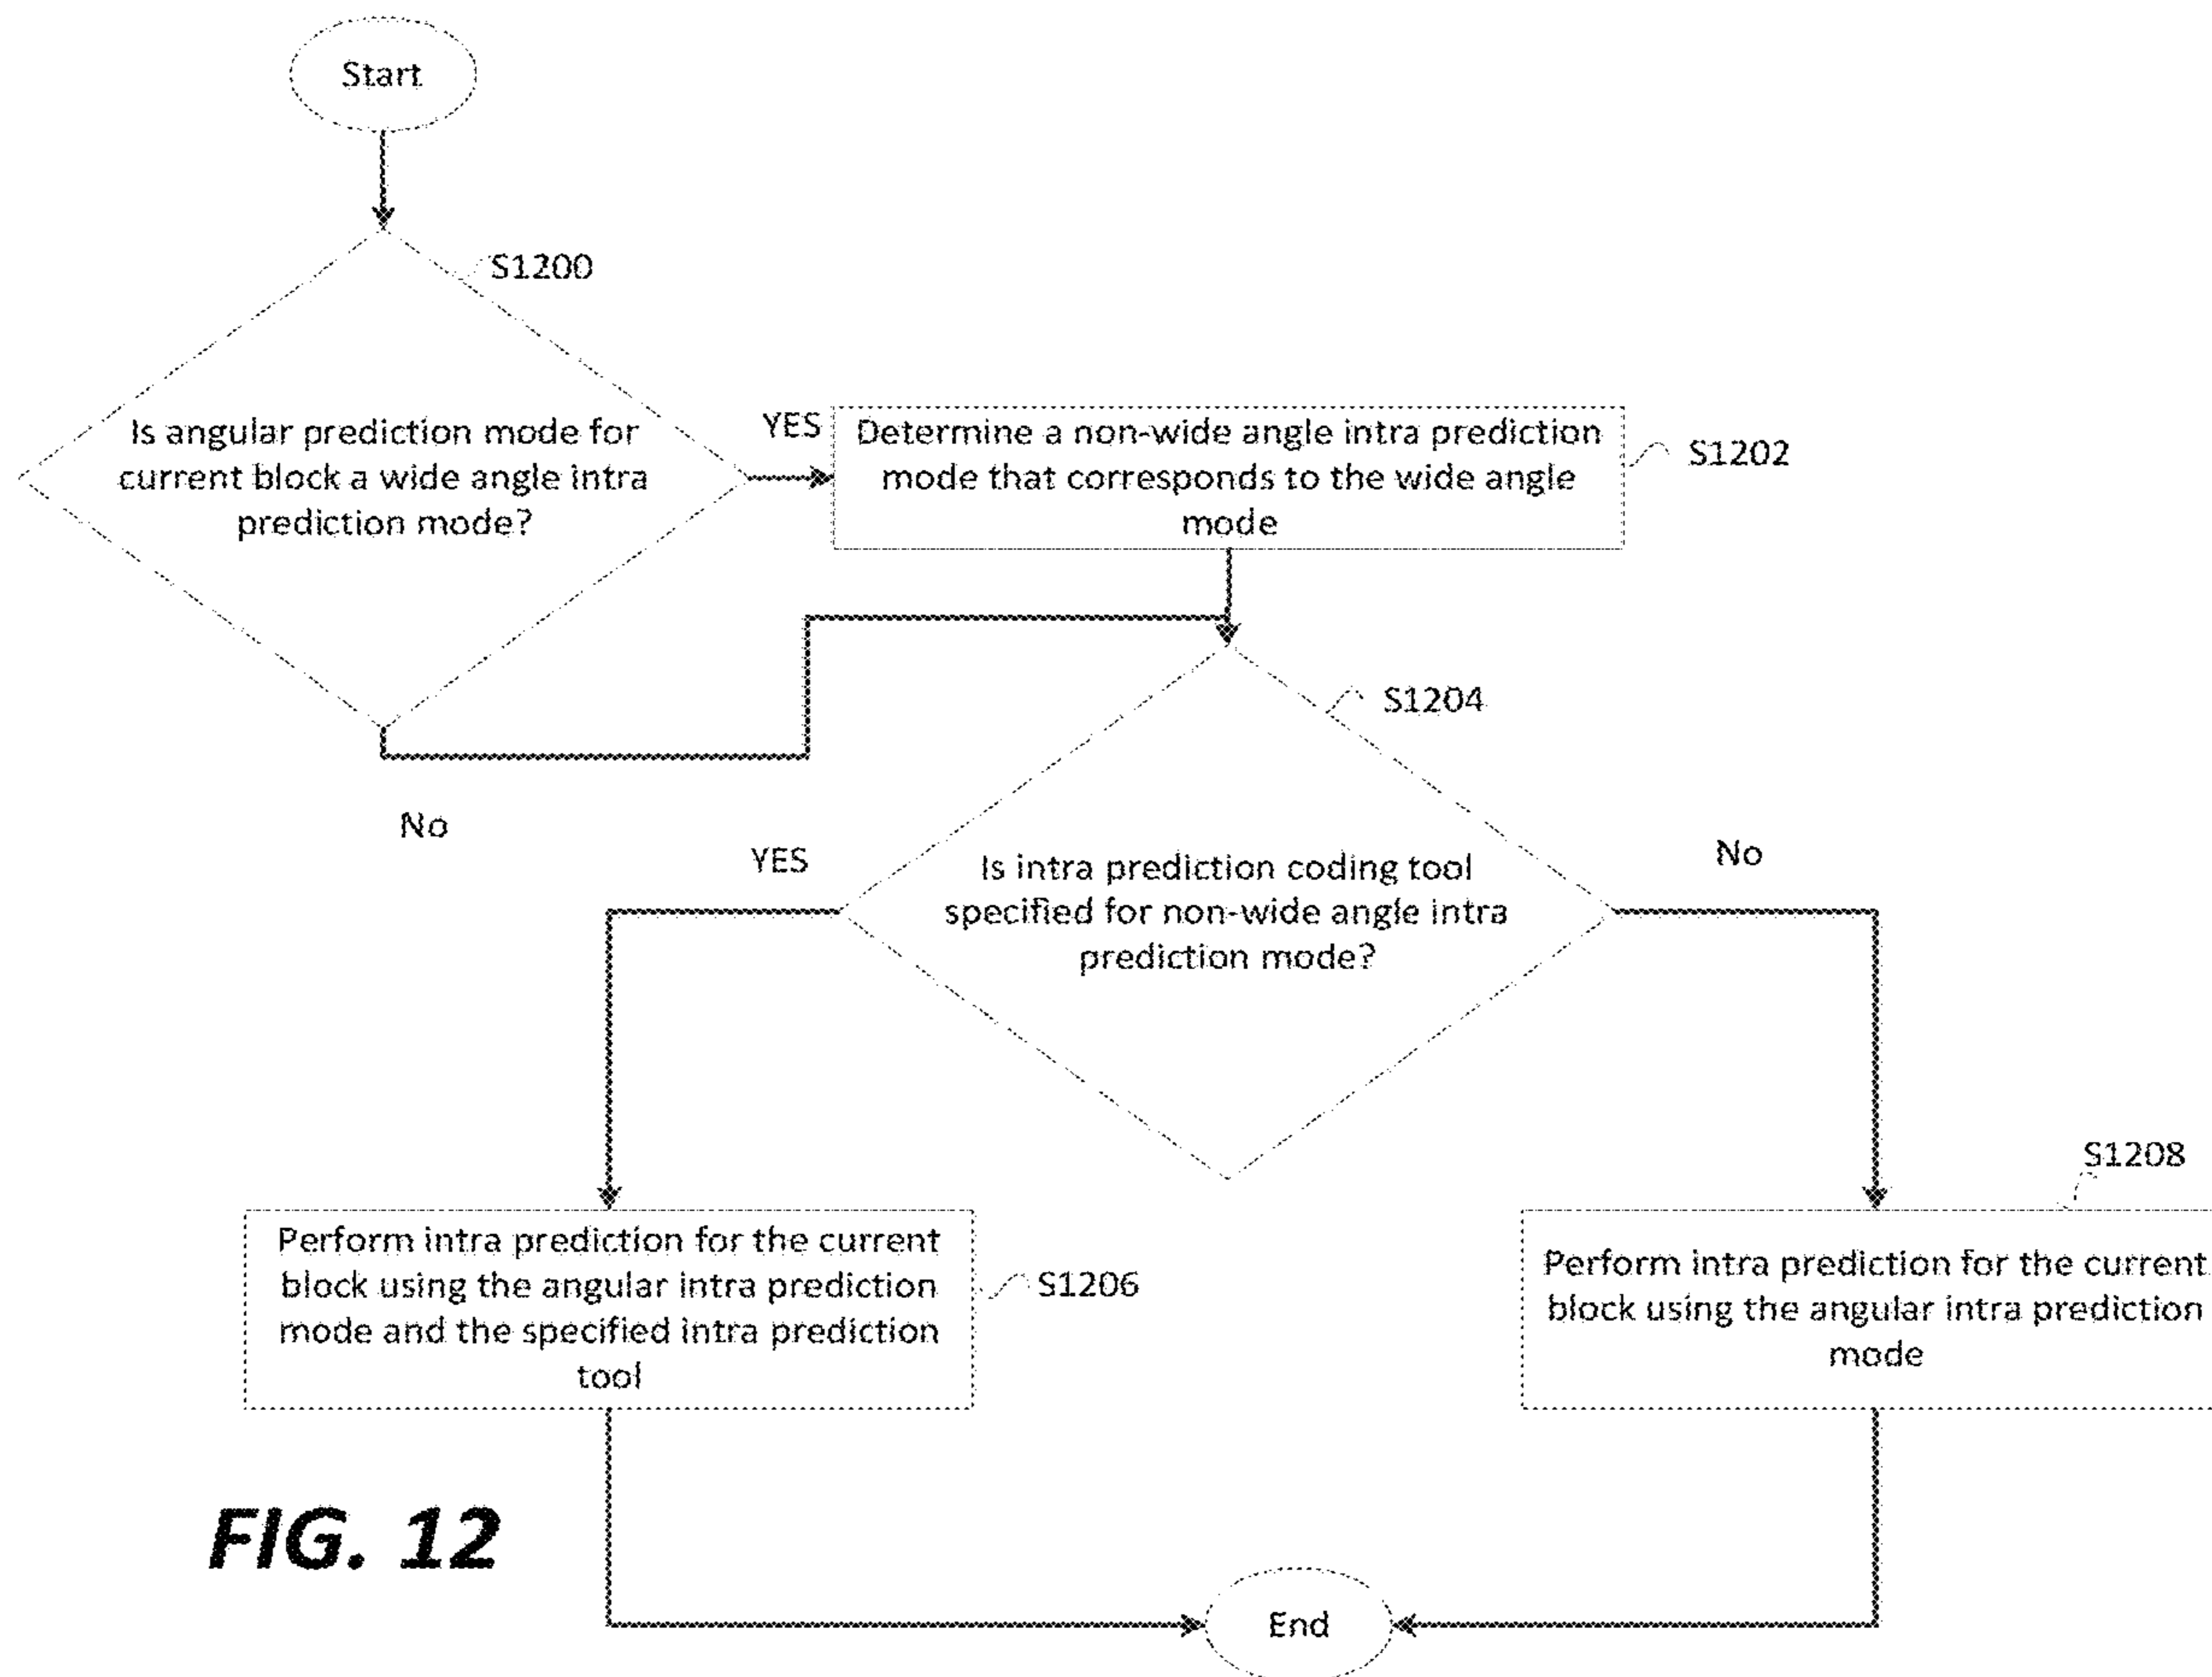 Start
S1200
Is angular prediction mode for
current block a wide angle intra
prediction mode?
YES
Determine a non-wide angle intra prediction
mode that corresponds to the wide angle
mode
S1202
No
S1204
Is intra prediction coding tool
specified for non-wide angle intra
prediction mode?
YES
No
Perform intra prediction for the current
block using the angular intra prediction
mode and the specified intra prediction
tool
S1206
S1208
Perform intra prediction for the current
block using the angular intra prediction
mode
FIG. 12
End